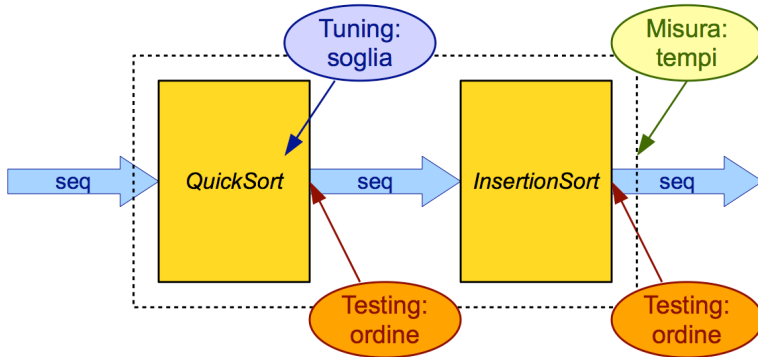 Tuning:
soglia
Misura:
tempi
seq
QuickSort
seq
InsertionSort
seq
Testing:
ordine
Testing:
ordine